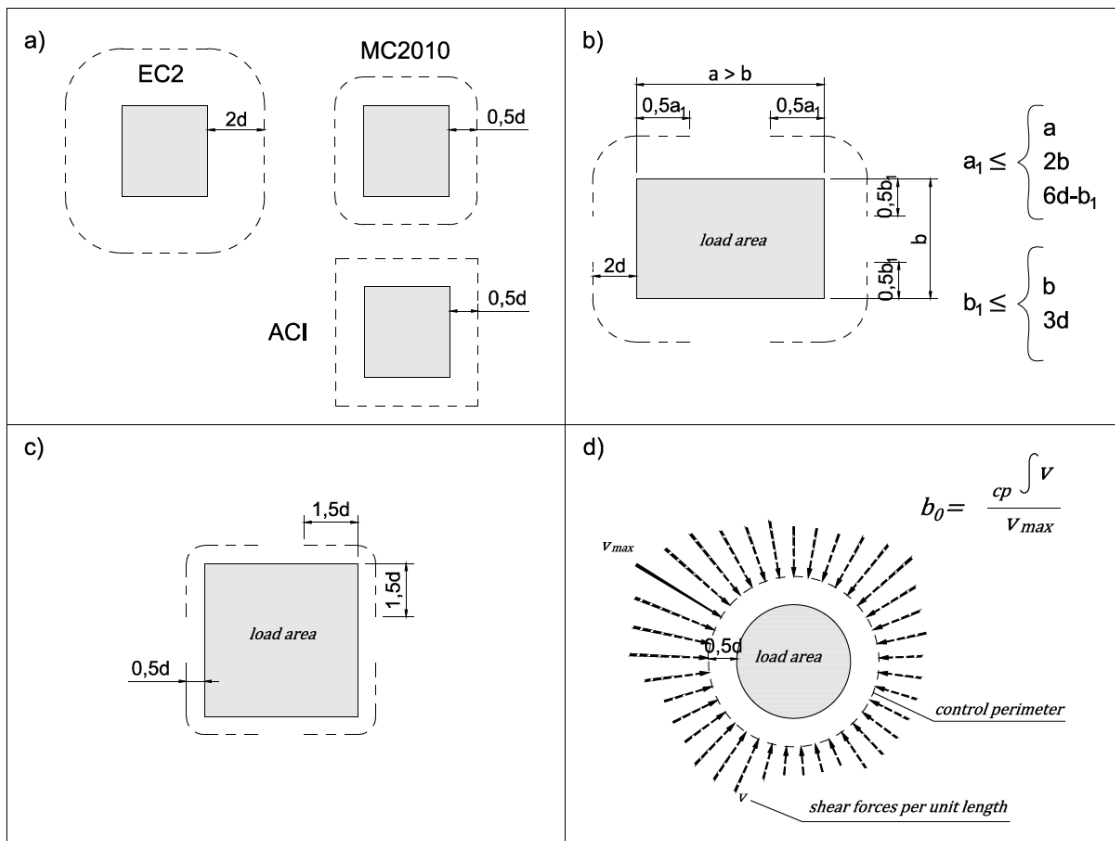 a)
EC2
2d
MC2010
0,5d
ACI
0,5d
b)
a > b
0,5a₁
0,5a₁
0,5b₁
b
0,5b₁
load area
2d
a₁ ≤
a
2b
6d-b₁
b₁ ≤
b
3d
c)
1,5d
1,5d
load area
0,5d
d)
b₀= cp ∫ v
v max
v max
0,5d
load area
control perimeter
v
shear forces per unit length